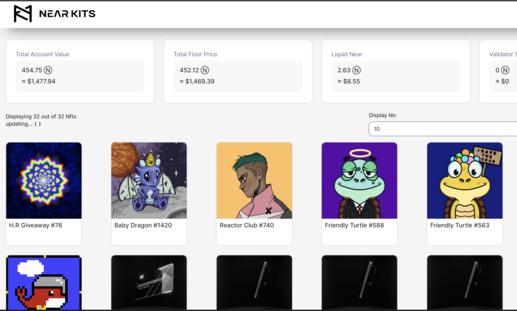 NEAR KITS
Total Account Value
454.75 N
≈ $1,477.94
Total Floor Price
452.12 N
≈ $1,469.39
Liquid Near
2.63 N
≈ $8.55
Validator S
0 N
≈ $0
Displaying 32 out of 32 Nfts
updating... ( )
Display No
10
H.R Giveaway #76
Baby Dragon #1420
Reactor Club #740
Friendly Turtle #588
Friendly Turtle #563